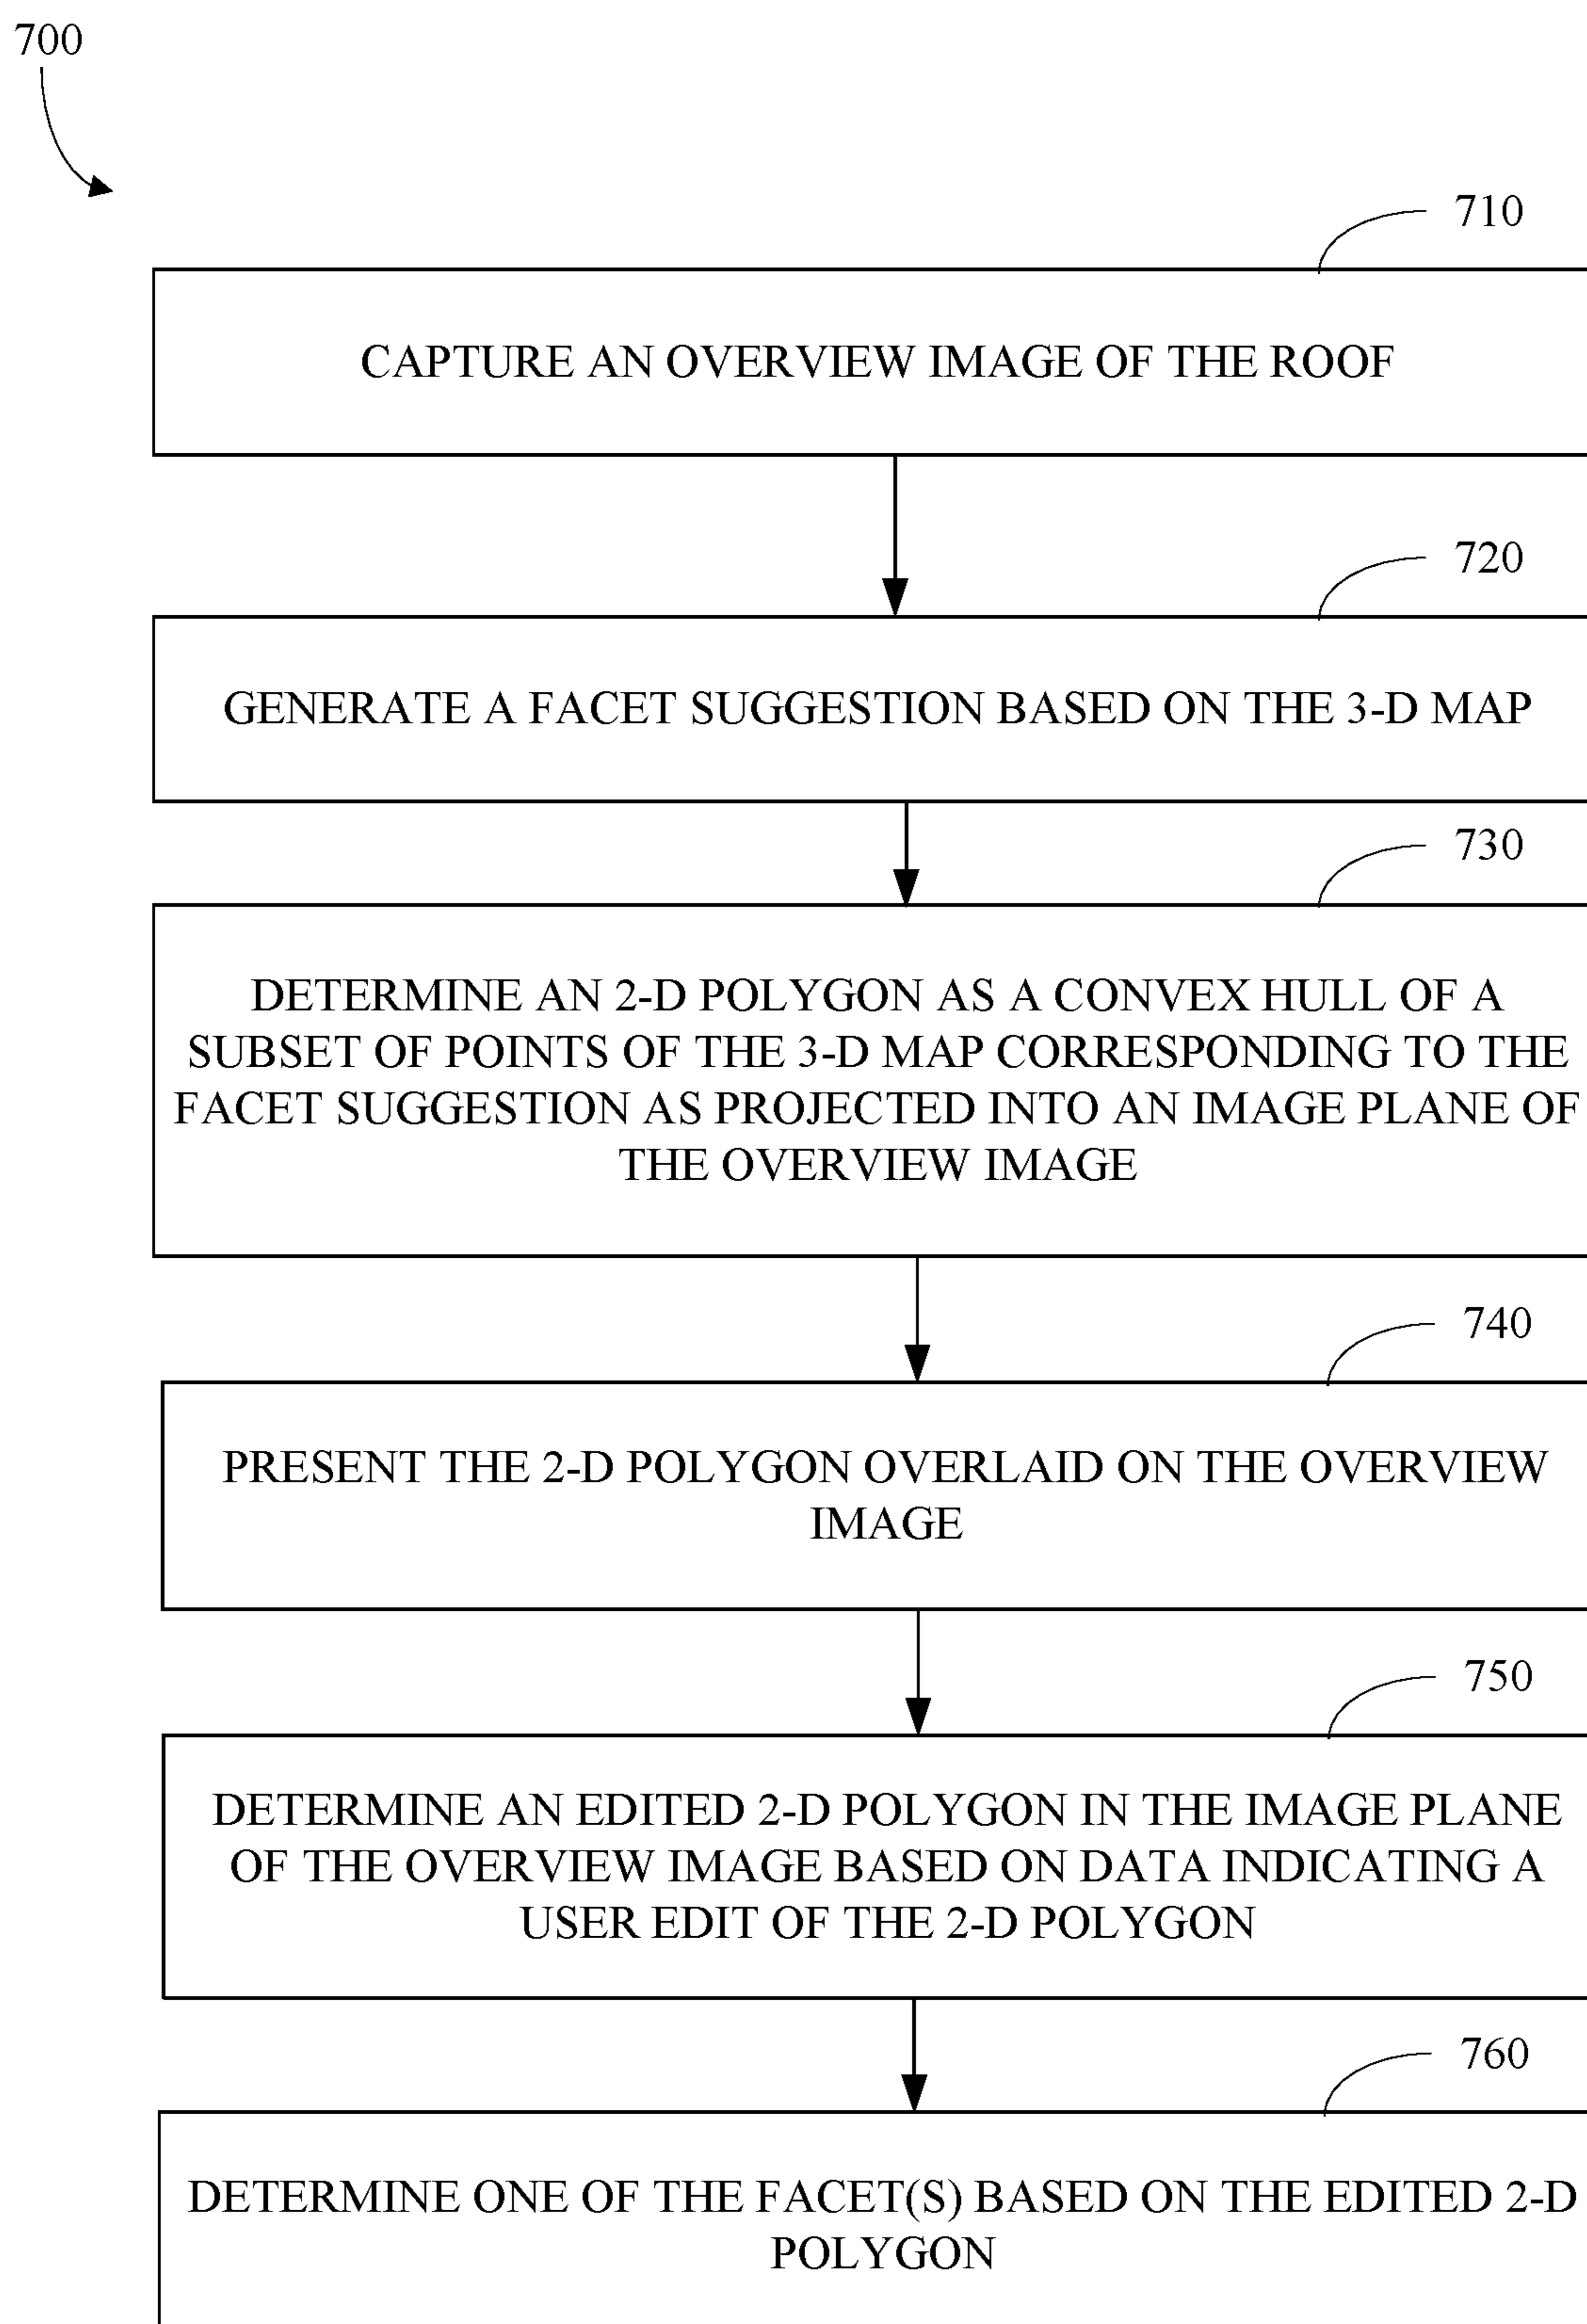 700
710
CAPTURE AN OVERVIEW IMAGE OF THE ROOF
720
GENERATE A FACET SUGGESTION BASED ON THE 3-D MAP
730
DETERMINE AN 2-D POLYGON AS A CONVEX HULL OF A
SUBSET OF POINTS OF THE 3-D MAP CORRESPONDING TO THE
FACET SUGGESTION AS PROJECTED INTO AN IMAGE PLANE OF
THE OVERVIEW IMAGE
740
PRESENT THE 2-D POLYGON OVERLAID ON THE OVERVIEW
IMAGE
750
DETERMINE AN EDITED 2-D POLYGON IN THE IMAGE PLANE
OF THE OVERVIEW IMAGE BASED ON DATA INDICATING A
USER EDIT OF THE 2-D POLYGON
760
DETERMINE ONE OF THE FACET(S) BASED ON THE EDITED 2-D
POLYGON